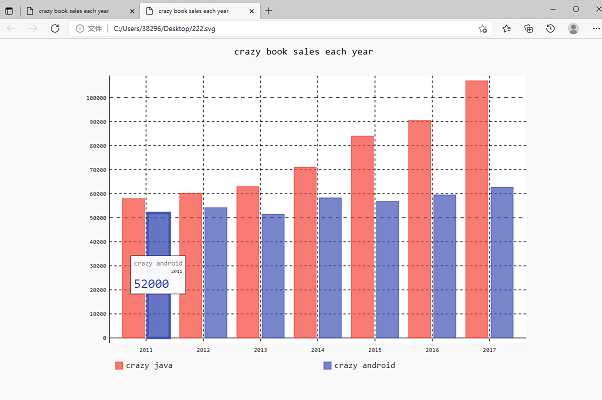 crazy book sales each year
crazy book sales each year
文件
C:/Users/38296/Desktop/222.svg
crazy book sales each year
100000
90000
80000
70000
60000
50000
40000
30000
20000
10000
0
crazy android
2011
52000
2011 2012 2013 2014 2015 2016 2017
crazy java
crazy android